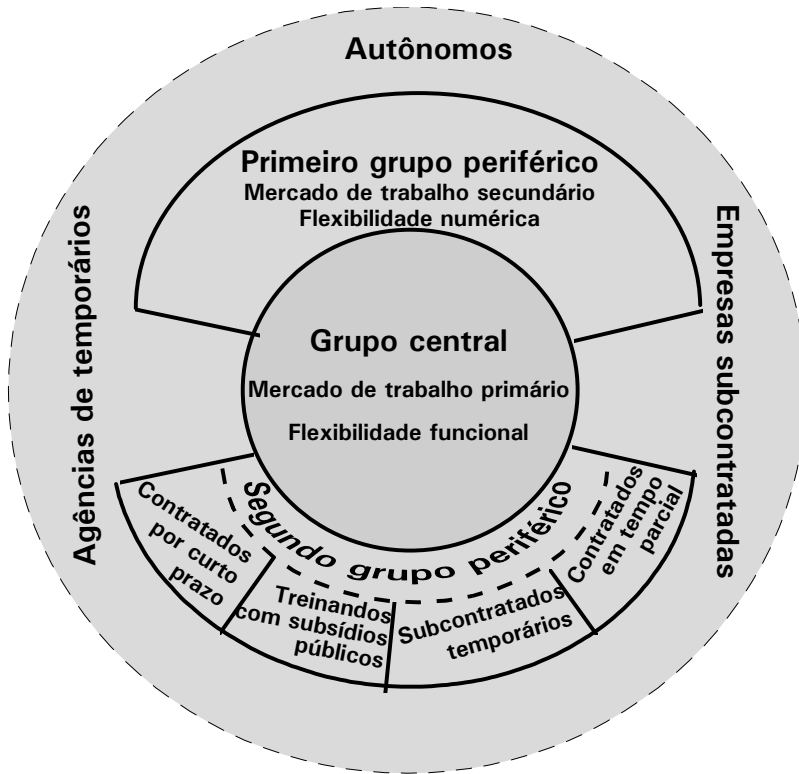 Autônomos
Primeiro grupo periférico
Mercado de trabalho secundário
Flexibilidade numérica
Agências de temporários
Empresas subcontratadas
Grupo central
Mercado de trabalho primário
Flexibilidade funcional
Segundo grupo periférico
Contratados
por curto
prazo
Treinandos
com subsídios
públicos
Subcontratados
temporários
Contratados
em tempo
parcial